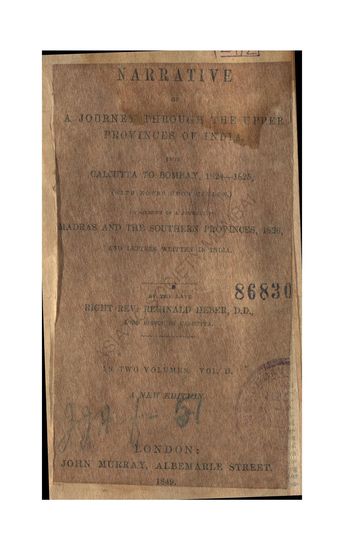 NARRATIVE
OF
A JOURNEY THROUGH THE UPPER
PROVINCES OF INDIA,
FROM
CALCUTTA TO BOMBAY, 1824—1825,
(WITH NOTES UPON CEYLON,)
AN ACCOUNT OF A JOURNEY TO
MADRAS AND THE SOUTHERN PROVINCES, 1826,
AND LETTERS WRITTEN IN INDIA.
BY THE LATE
86830
RIGHT REV. REGINALD HEBER, D.D.,
LORD BISHOP OF CALCUTTA.
IN TWO VOLUMES. VOL. II.
A NEW EDITION.
LONDON:
JOHN MURRAY, ALBEMARLE STREET.
1849.